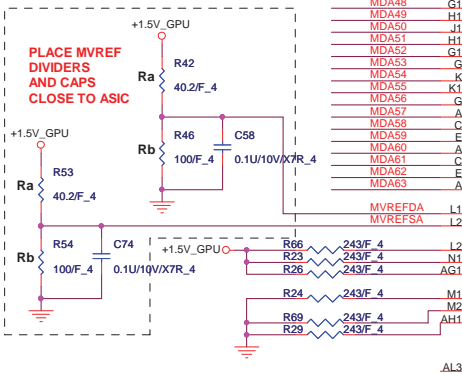 MDA48 G1
MDA49 H1
MDA50 J1
MDA51 H1
MDA52 G1
MDA53 G
MDA54 K
MDA55 K1
MDA56 G
MDA57 A
MDA58 C
MDA59 E
MDA60 A
MDA61 C
MDA62 E
MDA63 A
MVREFDA L1
MVREFSA L2
+1.5V_GPU
PLACE MVREF
DIVIDERS
AND CAPS
CLOSE TO ASIC
Ra
R42
40.2/F_4
Rb
R46
100/F_4
C58
0.1U/10V/X7R_4
+1.5V_GPU
Ra
R53
40.2/F_4
Rb
R54
100/F_4
C74
0.1U/10V/X7R_4
+1.5V_GPU
R66 243/F_4 L2
R23 243/F_4 N1
R26 243/F_4 AG1
R24 243/F_4 M1
M2
R69 243/F_4 AH1
R29 243/F_4
AL3